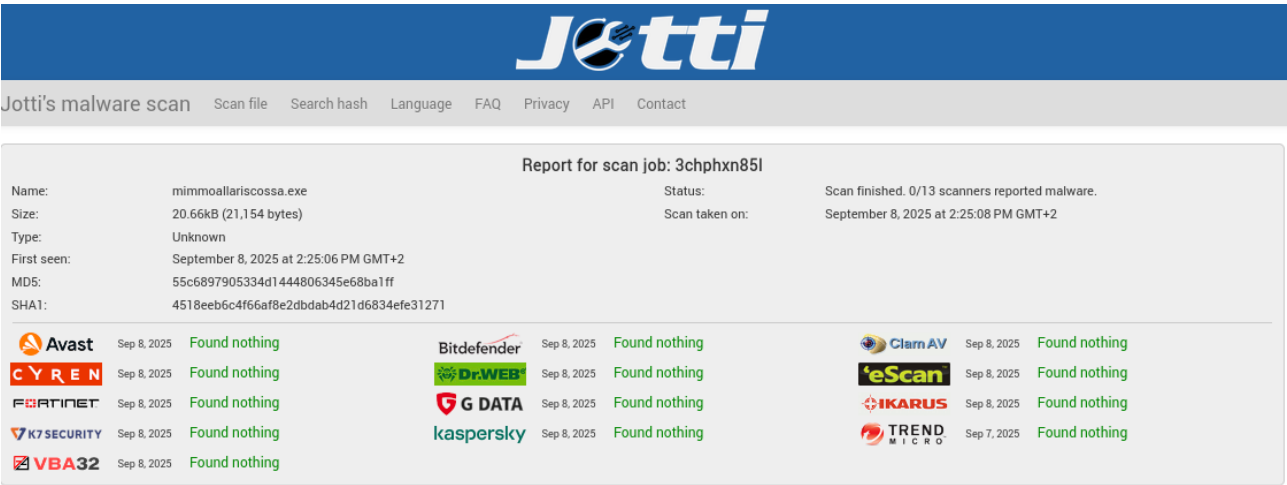 Jotti
Jotti's malware scan Scan file Search hash Language FAQ Privacy API Contact
Report for scan job: 3chphxn85l
Name: mimmoallariscossa.exe Status: Scan finished. 0/13 scanners reported malware.
Size: 20.66kB (21,154 bytes) Scan taken on: September 8, 2025 at 2:25:08 PM GMT+2
Type: Unknown
First seen: September 8, 2025 at 2:25:06 PM GMT+2
MD5: 55c6897905334d1444806345e68ba1ff
SHA1: 4518eeb6c4f66af8e2dbdab4d21d6834efe31271
Avast Sep 8, 2025 Found nothing Bitdefender Sep 8, 2025 Found nothing ClamAV Sep 8, 2025 Found nothing
CYREN Sep 8, 2025 Found nothing Dr.WEB Sep 8, 2025 Found nothing eScan Sep 8, 2025 Found nothing
FORTINET Sep 8, 2025 Found nothing G DATA Sep 8, 2025 Found nothing IKARUS Sep 8, 2025 Found nothing
K7 SECURITY Sep 8, 2025 Found nothing kaspersky Sep 8, 2025 Found nothing TREND MICRO Sep 7, 2025 Found nothing
VBA32 Sep 8, 2025 Found nothing